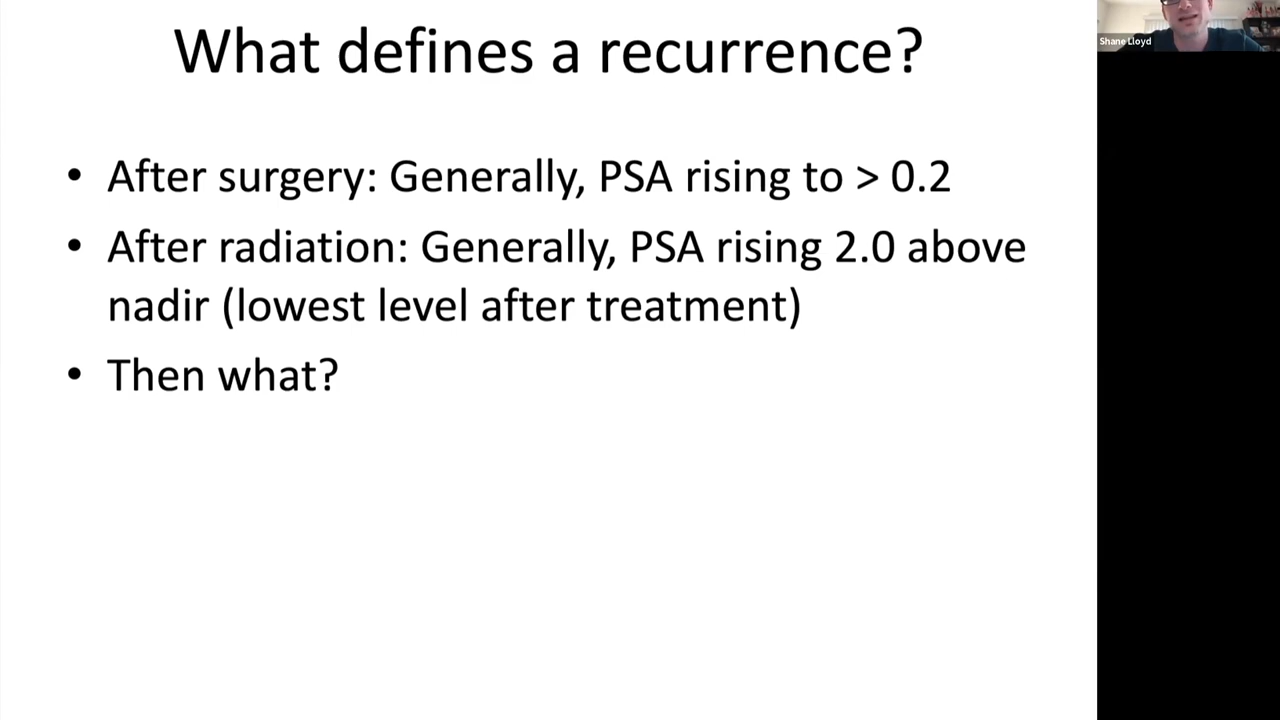 What defines a recurrence?
Shane Lloyd
• After surgery: Generally, PSA rising to > 0.2
• After radiation: Generally, PSA rising 2.0 above
nadir (lowest level after treatment)
• Then what?